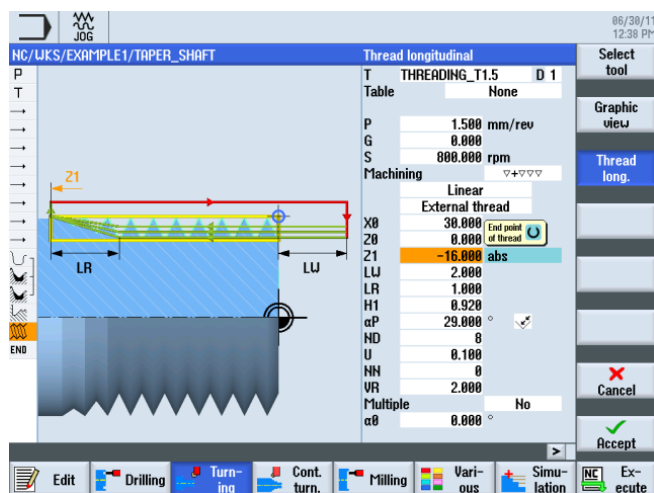 JOG
06/30/11
12:38 PM
NC/WKS/EXAMPLE1/TAPER_SHAFT
Thread longitudinal
Select tool
P
T
END
Z1
LR
LW
T THREADING_T1.5 D 1
Table None
P 1.500 mm/rev
G 0.000
S 800.000 rpm
Machining ▽+▽▽▽
Linear
External thread
X0 30.000
Z0 0.000
End point
of thread
Z1 -16.000 abs
LW 2.000
LR 1.000
H1 0.920
αP 29.000 °
ND 8
U 0.100
NN 0
VR 2.000
Multiple No
α0 0.000 °
Graphic
view
Thread
long.
Cancel
Accept
>
Edit
Drilling
Turn-
ing
Cont.
turn.
Milling
Vari-
ous
Simu-
lation
NC Ex-
ecute